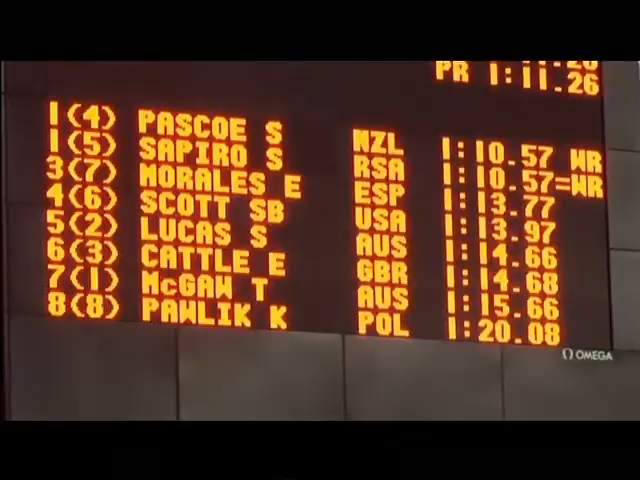 PR 1:11.26
1(4) PASCOE S NZL 1:10.57 WR
1(5) SAPIRO S RSA 1:10.57=WR
3(7) MORALES E ESP 1:13.77
4(6) SCOTT SB USA 1:13.97
5(2) LUCAS S AUS 1:14.66
6(3) CATTLE E GBR 1:14.68
7(1) McGAW T AUS 1:15.66
8(8) PAWLIK K POL 1:20.08
OMEGA